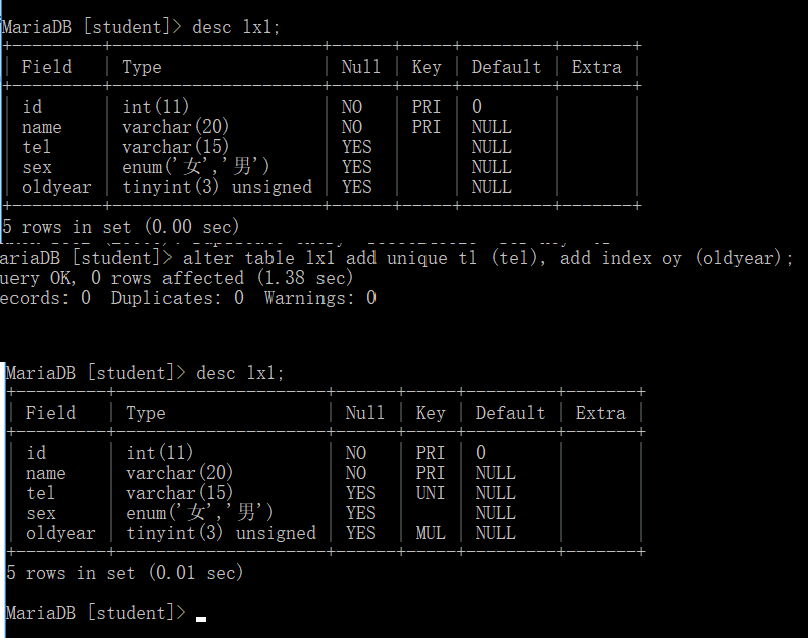 MariaDB [student]> desc lx1;
+----------+---------------------+------+-----+---------+-------+
| Field    | Type                | Null | Key | Default | Extra |
+----------+---------------------+------+-----+---------+-------+
| id       | int(11)             | NO   | PRI | 0       |       |
| name     | varchar(20)         | NO   | PRI | NULL    |       |
| tel      | varchar(15)         | YES  |     | NULL    |       |
| sex      | enum('女','男')     | YES  |     | NULL    |       |
| oldyear  | tinyint(3) unsigned | YES  |     | NULL    |       |
+----------+---------------------+------+-----+---------+-------+
5 rows in set (0.00 sec)
ariaDB [student]> alter table lx1 add unique tl (tel), add index oy (oldyear);
uery OK, 0 rows affected (1.38 sec)
ecords: 0  Duplicates: 0  Warnings: 0
MariaDB [student]> desc lx1;
+----------+---------------------+------+-----+---------+-------+
| Field    | Type                | Null | Key | Default | Extra |
+----------+---------------------+------+-----+---------+-------+
| id       | int(11)             | NO   | PRI | 0       |       |
| name     | varchar(20)         | NO   | PRI | NULL    |       |
| tel      | varchar(15)         | YES  | UNI | NULL    |       |
| sex      | enum('女','男')     | YES  |     | NULL    |       |
| oldyear  | tinyint(3) unsigned | YES  | MUL | NULL    |       |
+----------+---------------------+------+-----+---------+-------+
5 rows in set (0.01 sec)
MariaDB [student]> _